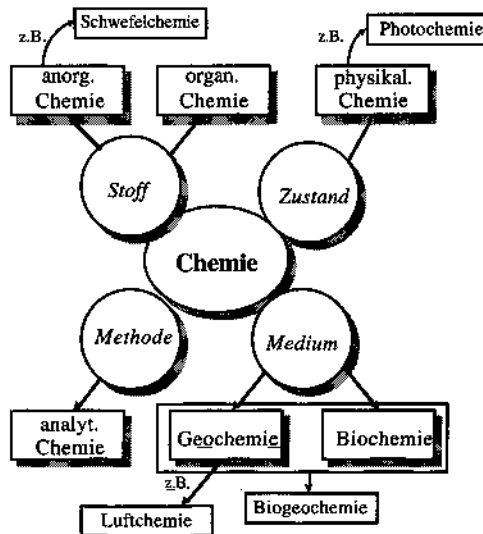 Schwefelchemie
z.B.
z.B.
Photochemie
anorg.
Chemie
organ.
Chemie
physikal.
Chemie
Stoff
Zustand
Chemie
Methode
Medium
analyt.
Chemie
Geochemie
Biochemie
z.B.
Luftchemie
Biogeochemie